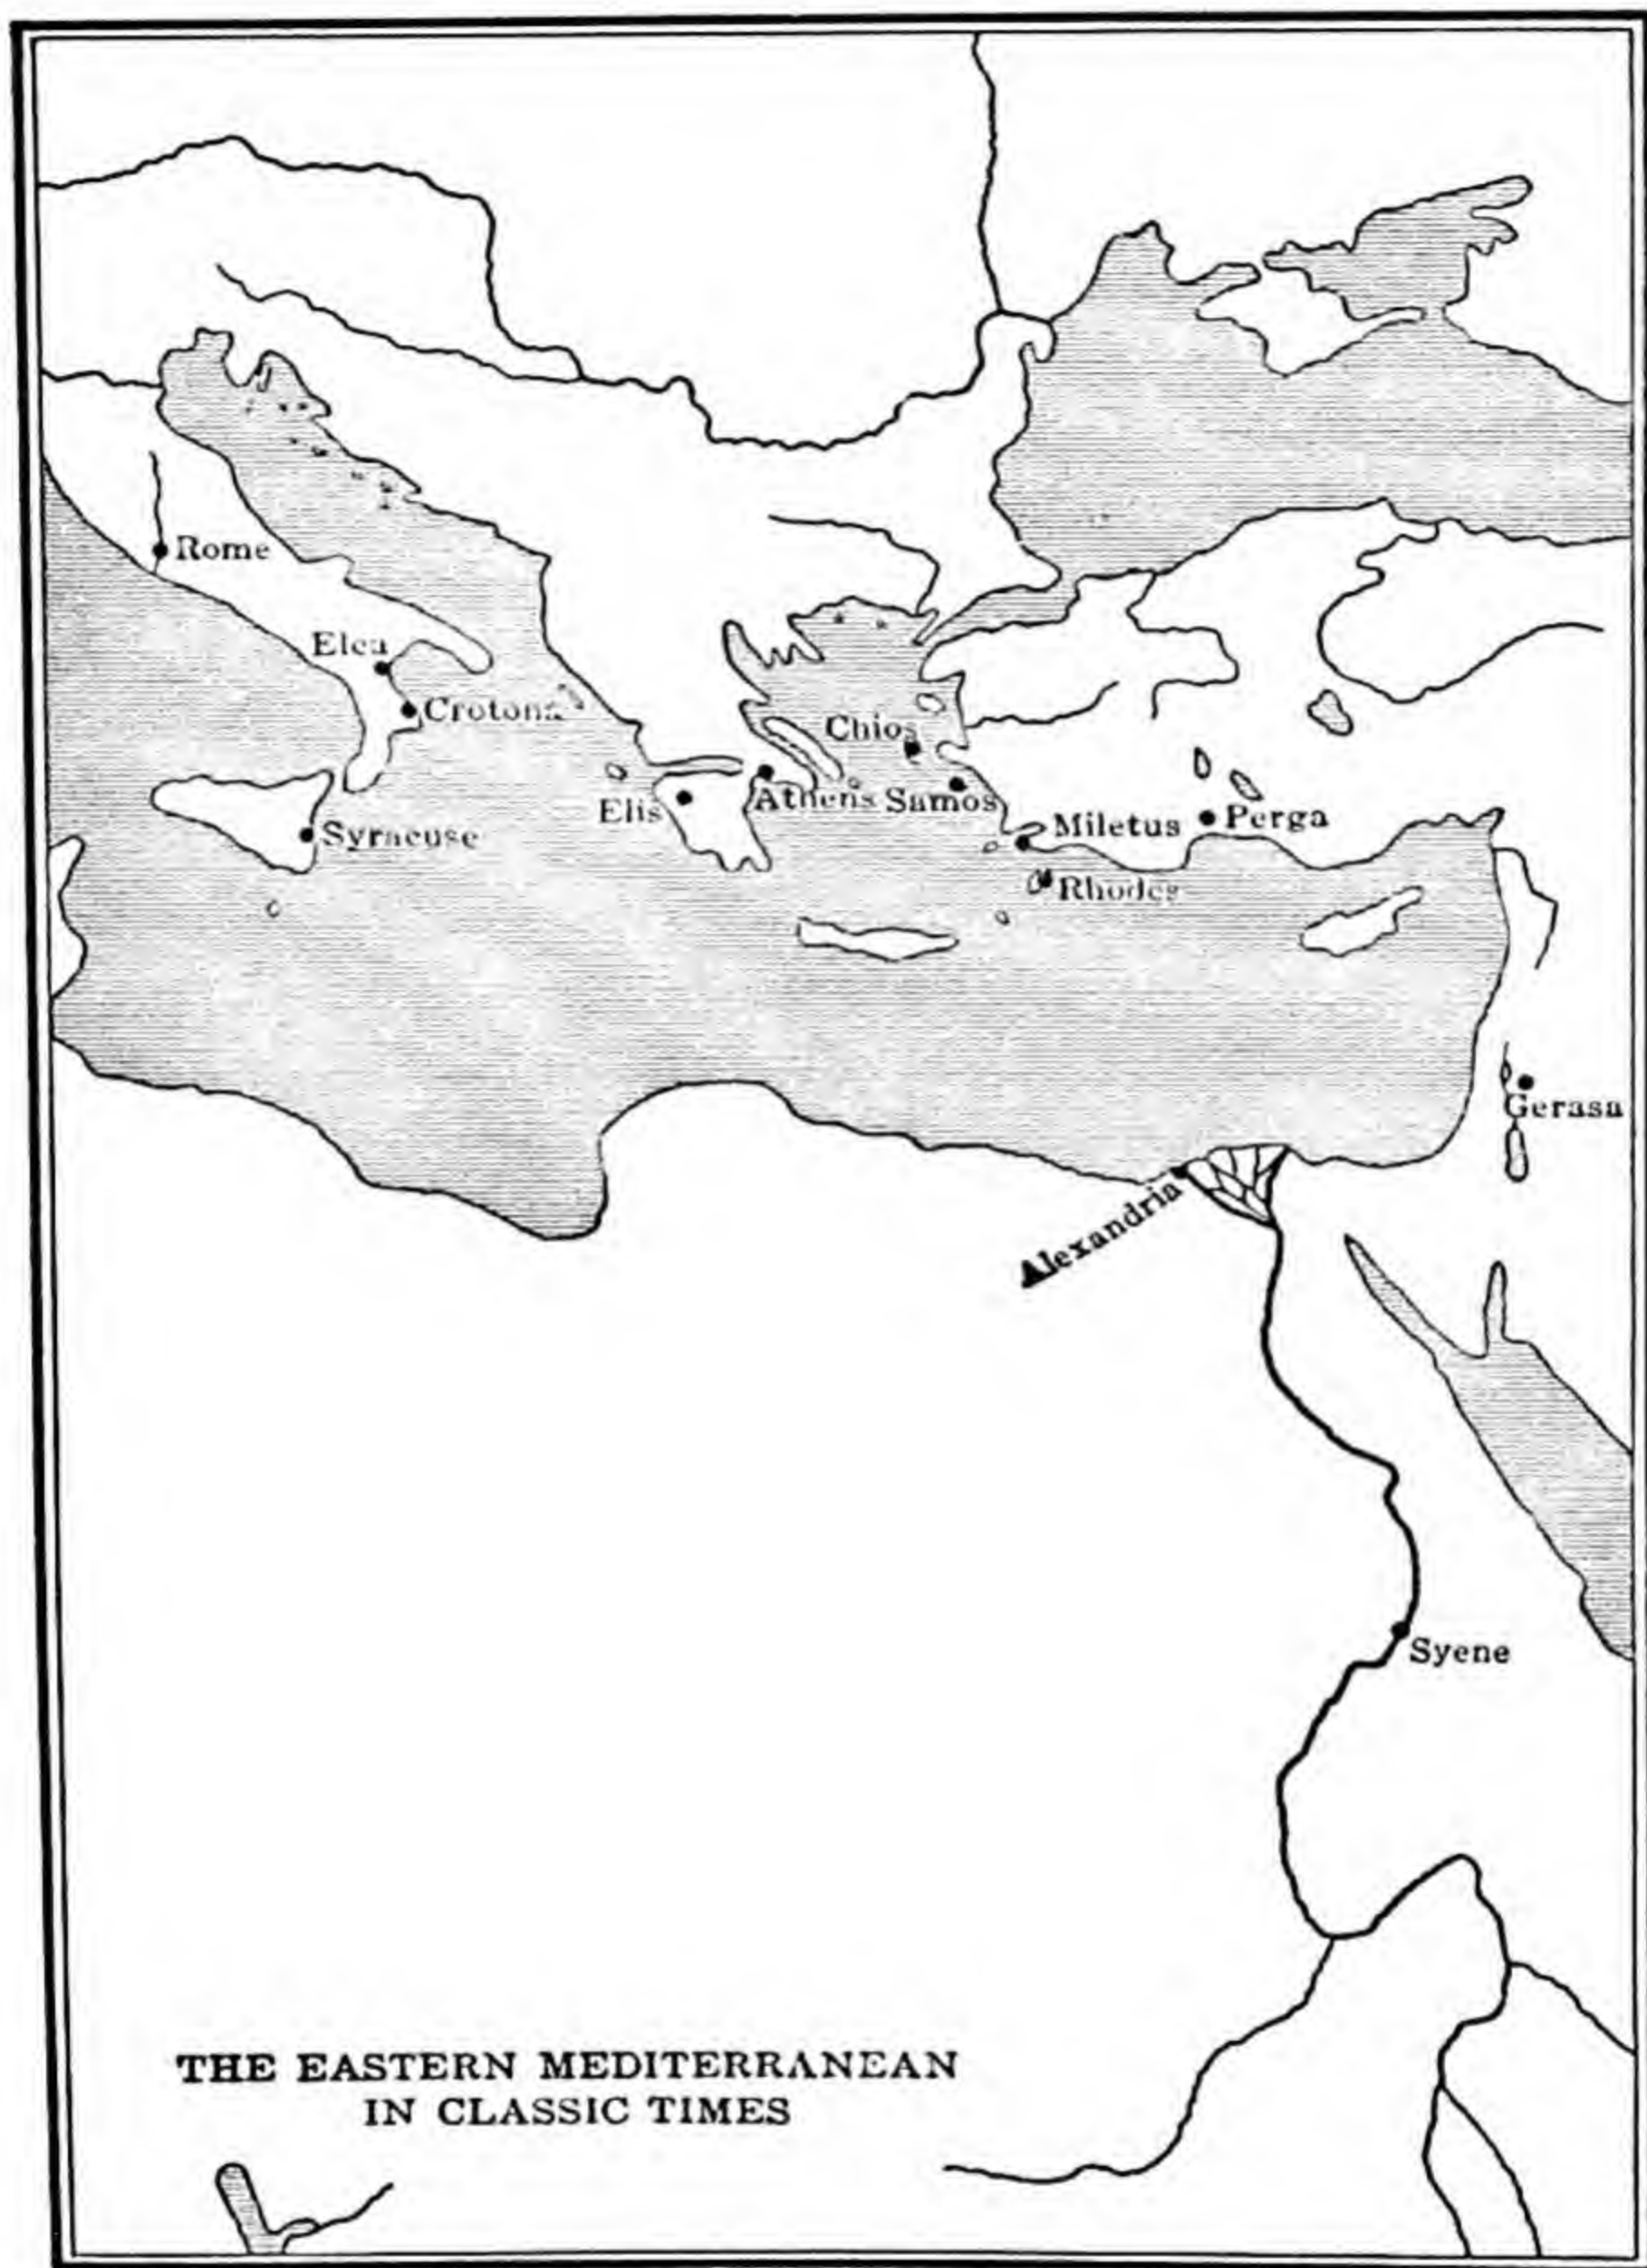 Rome
Elea
Crotona
Chios
Elis
Athens
Samos
Syracuse
Miletus
Perga
Rhodes
Gerasa
Alexandria
Syene
THE EASTERN MEDITERRANEAN
IN CLASSIC TIMES